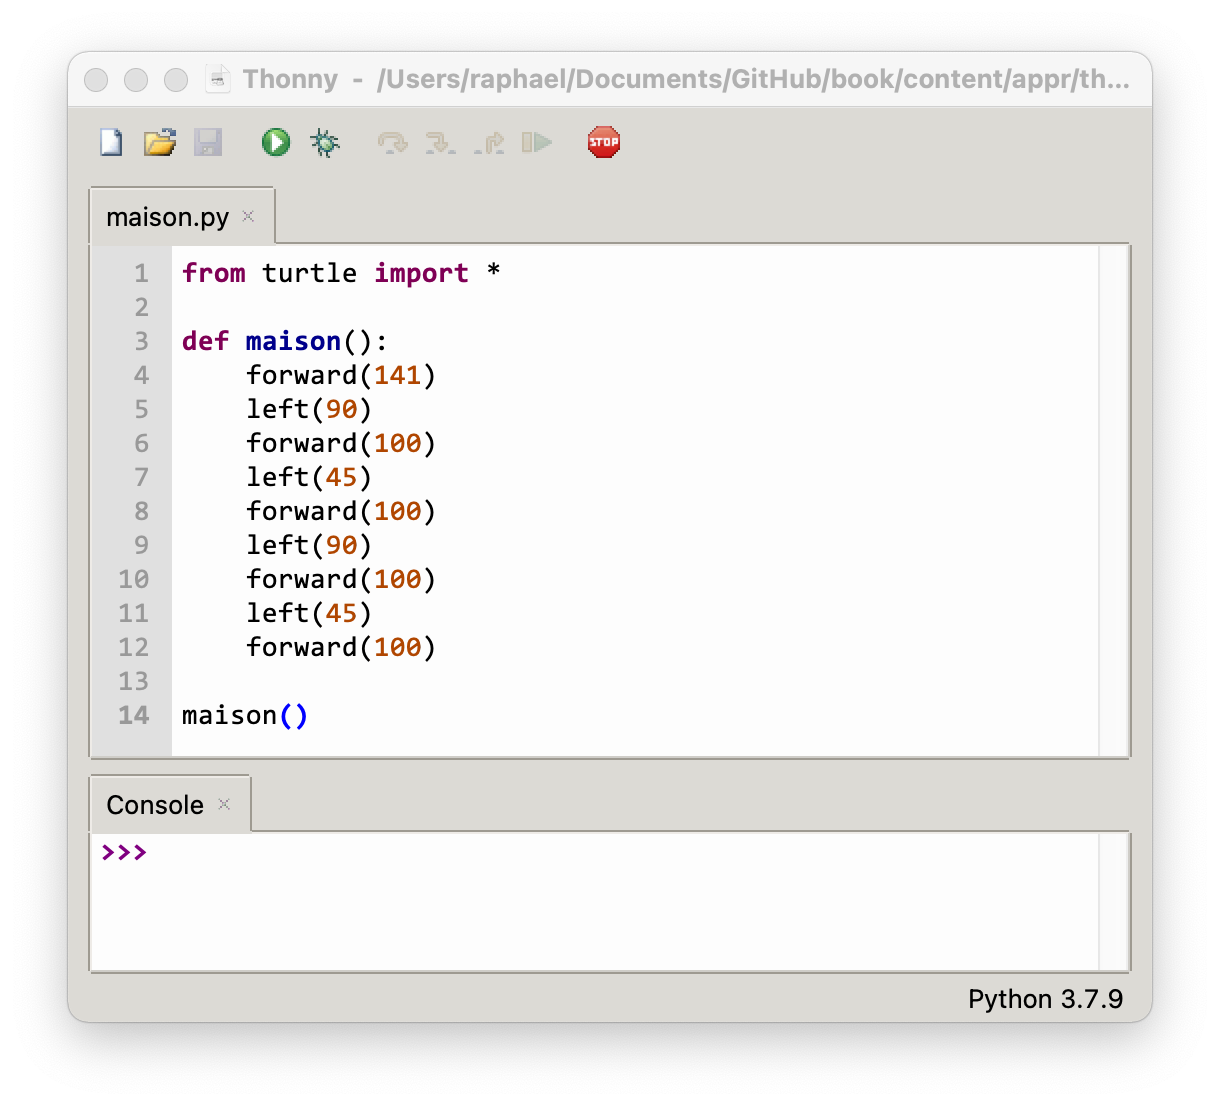 Thonny - /Users/raphael/Documents/GitHub/book/content/appr/th...
STOP
maison.py ×
1 from turtle import *
2
3 def maison():
4     forward(141)
5     left(90)
6     forward(100)
7     left(45)
8     forward(100)
9     left(90)
10     forward(100)
11     left(45)
12     forward(100)
13
14 maison()
Console ×
>>>
Python 3.7.9